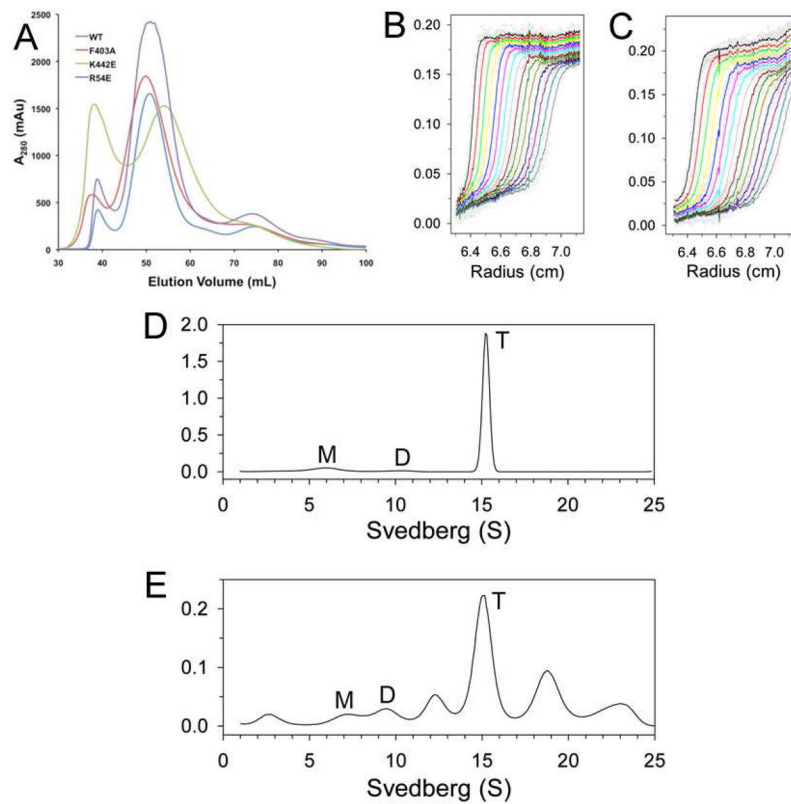 A
A280 (mAu)
2500
2000
1500
1000
500
0
WT
F403A
K442E
R54E
30 40 50 60 70 80 90 100
Elution Volume (mL)
B
0.20
0.15
0.10
0.05
0.00
6.4 6.6 6.8 7.0
Radius (cm)
C
0.20
0.15
0.10
0.05
0.00
6.4 6.6 6.8 7.0
Radius (cm)
D
2.0
1.5
1.0
0.5
0.0
M D T
0 5 10 15 20 25
Svedberg (S)
E
0.2
0.1
0.0
M D T
0 5 10 15 20 25
Svedberg (S)